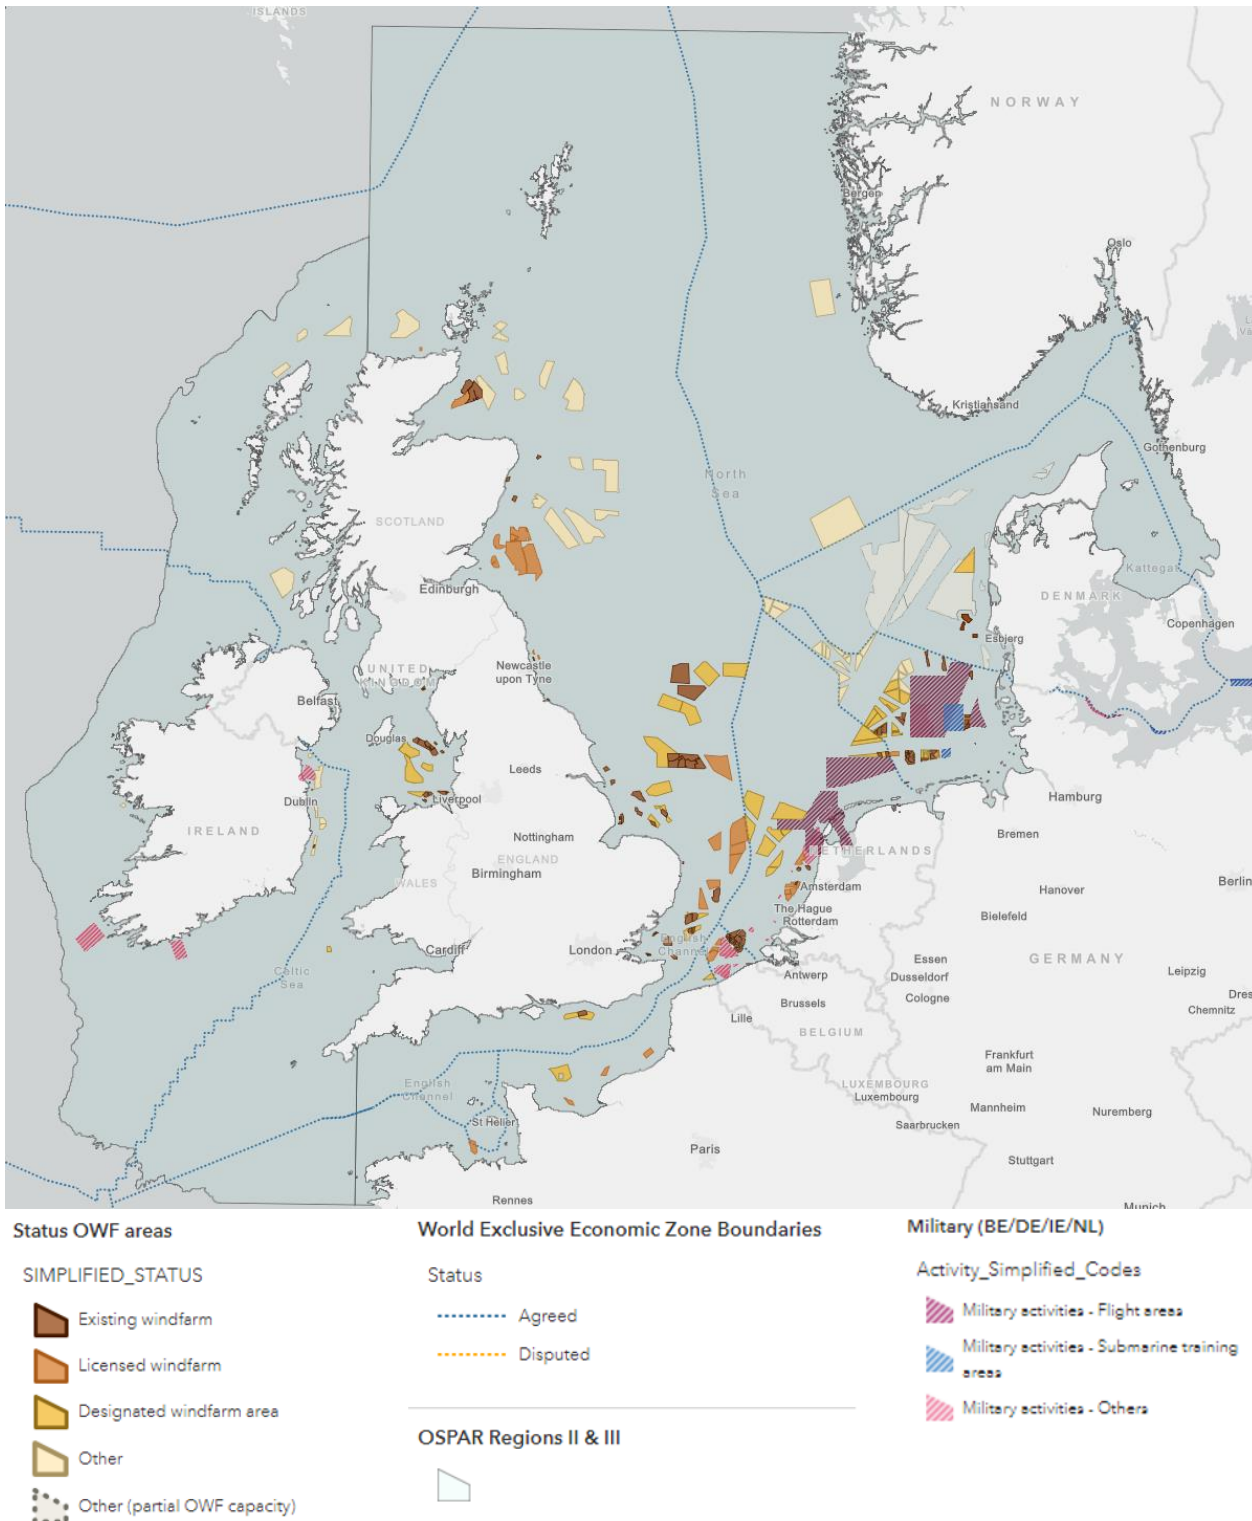 ISLANDS
NORWAY
Bergen
Oslo
Kristiansand
Gothenburg
North
Sea
SCOTLAND
Edinburgh
Kattegat
DENMARK
Copenhagen
Esbjerg
UNITED
KINGDOM
Newcastle
upon Tyne
Belfast
Douglas
Leeds
Liverpool
Dublin
IRELAND
Nottingham
ENGLAND
Birmingham
WALES
Hamburg
Bremen
NETHERLANDS
Amsterdam
Hanover
Berlin
The Hague
Rotterdam
Bielefeld
Cardiff
London
English
Channel
Celtic
Sea
Antwerp
Essen
Dusseldorf
GERMANY
Leipzig
Cologne
Dres
Chemnitz
Brussels
Lille
BELGIUM
Frankfurt
am Main
English
Channel
LUXEMBOURG
Luxembourg
Mannheim
Nuremberg
St Helier
Saarbrucken
Paris
Stuttgart
Rennes
Munich
Status OWF areas
SIMPLIFIED_STATUS
Existing windfarm
Licensed windfarm
Designated windfarm area
Other
Other (partial OWF capacity)
World Exclusive Economic Zone Boundaries
Status
Agreed
Disputed
OSPAR Regions II & III
Military (BE/DE/IE/NL)
Activity_Simplified_Codes
Military activities - Flight areas
Military activities - Submarine training
areas
Military activities - Others